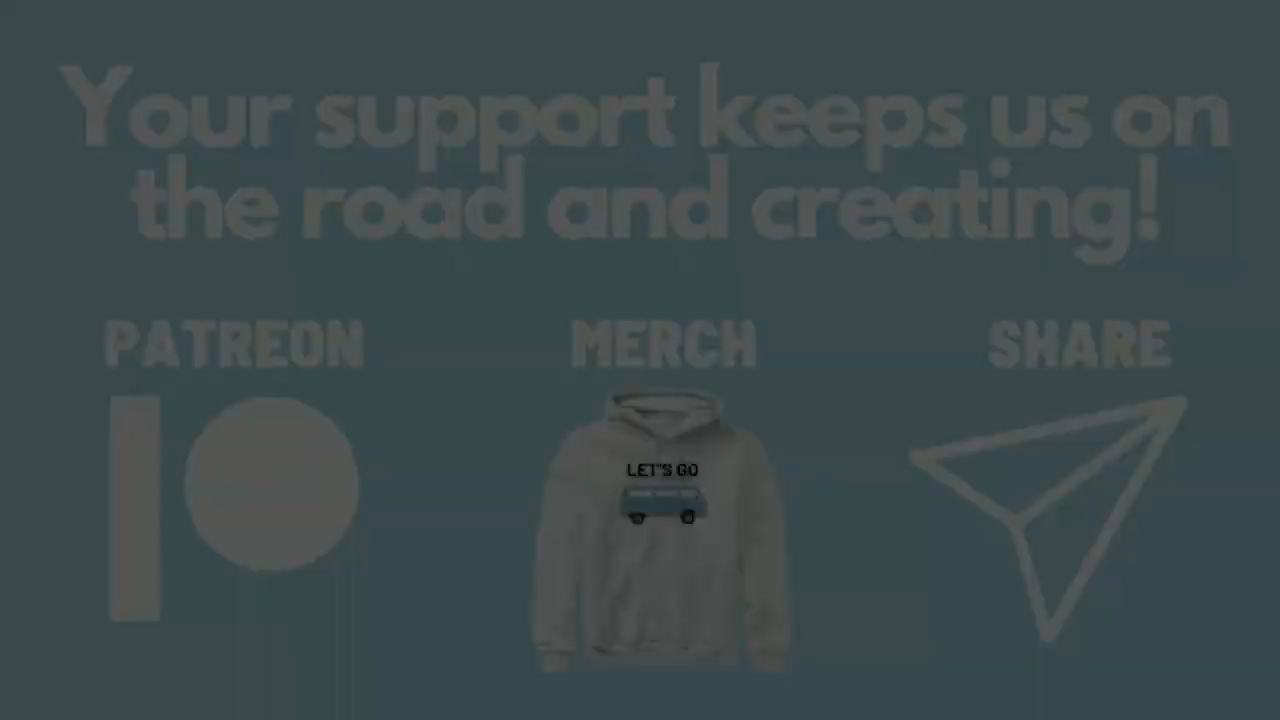 Your support keeps us on
the road and creating!
PATREON
MERCH
SHARE
LET'S GO